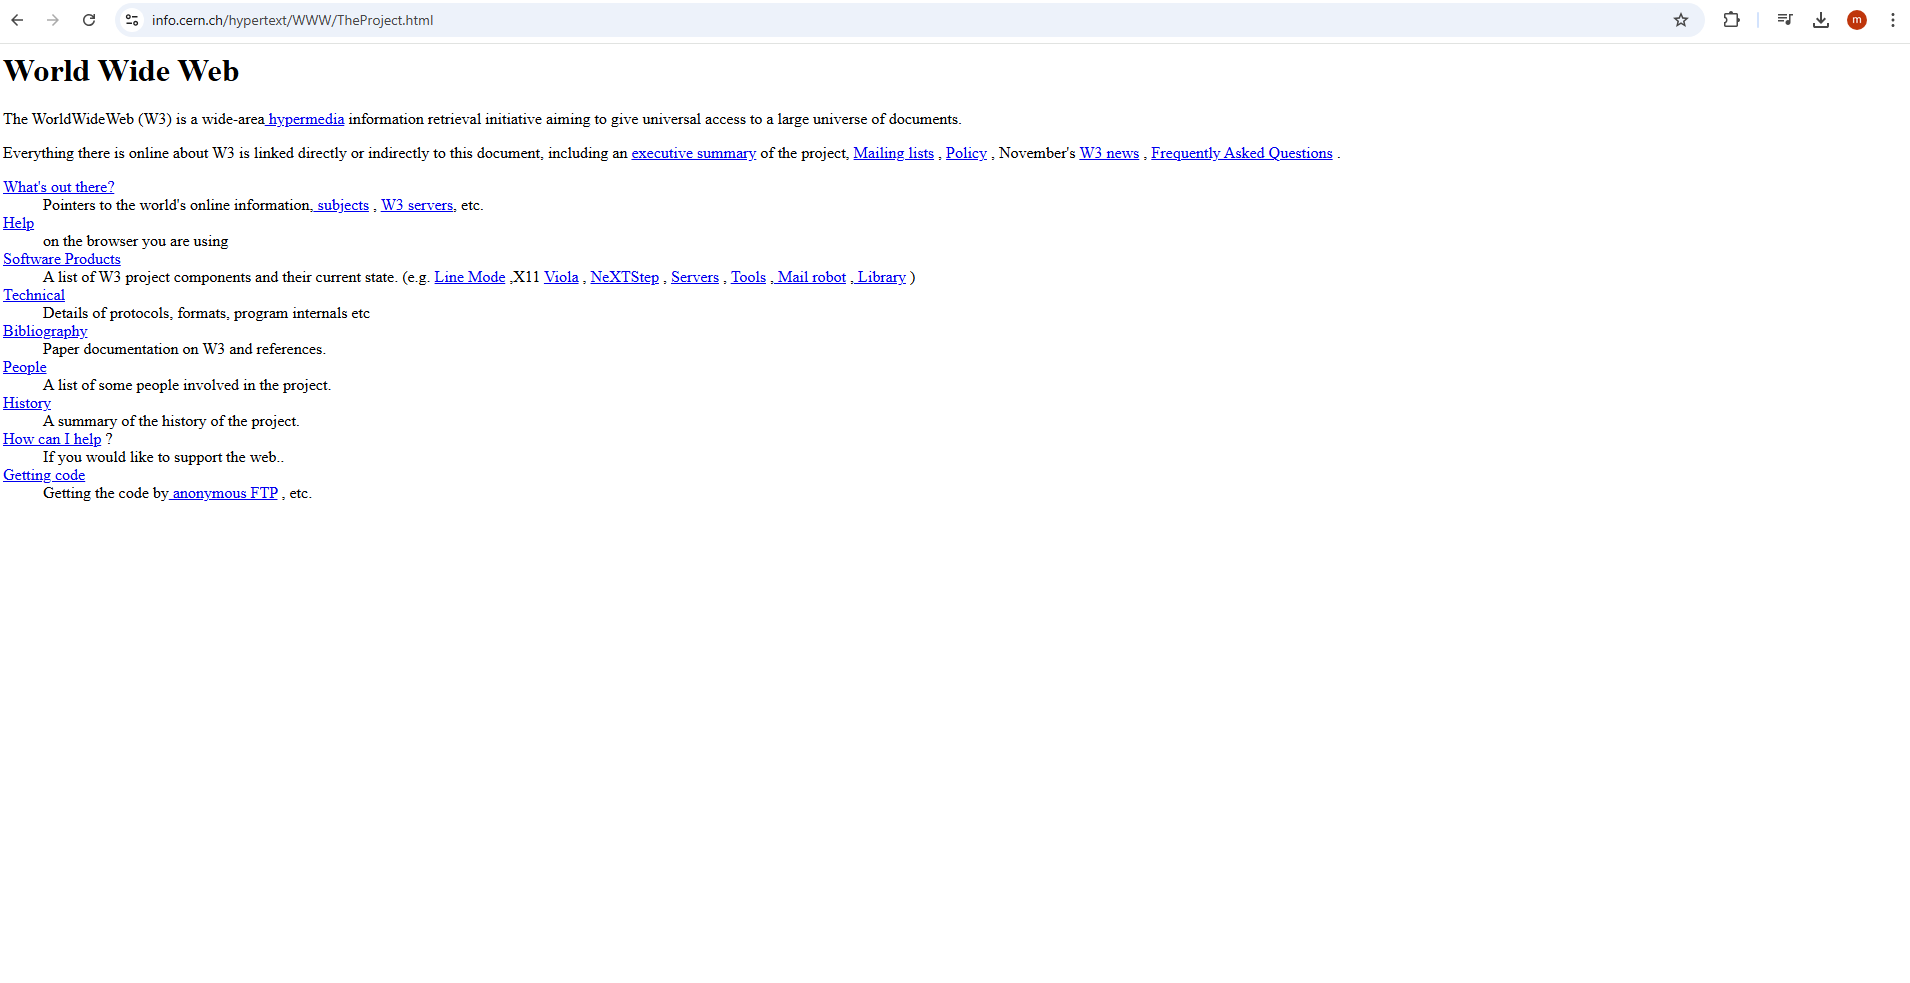 info.cern.ch/hypertext/WWW/TheProject.html
m
World Wide Web
The WorldWideWeb (W3) is a wide-area hypermedia information retrieval initiative aiming to give universal access to a large universe of documents.
Everything there is online about W3 is linked directly or indirectly to this document, including an executive summary of the project, Mailing lists , Policy , November's W3 news , Frequently Asked Questions .
What's out there?
Pointers to the world's online information, subjects , W3 servers, etc.
Help
on the browser you are using
Software Products
A list of W3 project components and their current state. (e.g. Line Mode ,X11 Viola , NeXTStep , Servers , Tools , Mail robot , Library )
Technical
Details of protocols, formats, program internals etc
Bibliography
Paper documentation on W3 and references.
People
A list of some people involved in the project.
History
A summary of the history of the project.
How can I help ?
If you would like to support the web..
Getting code
Getting the code by anonymous FTP , etc.